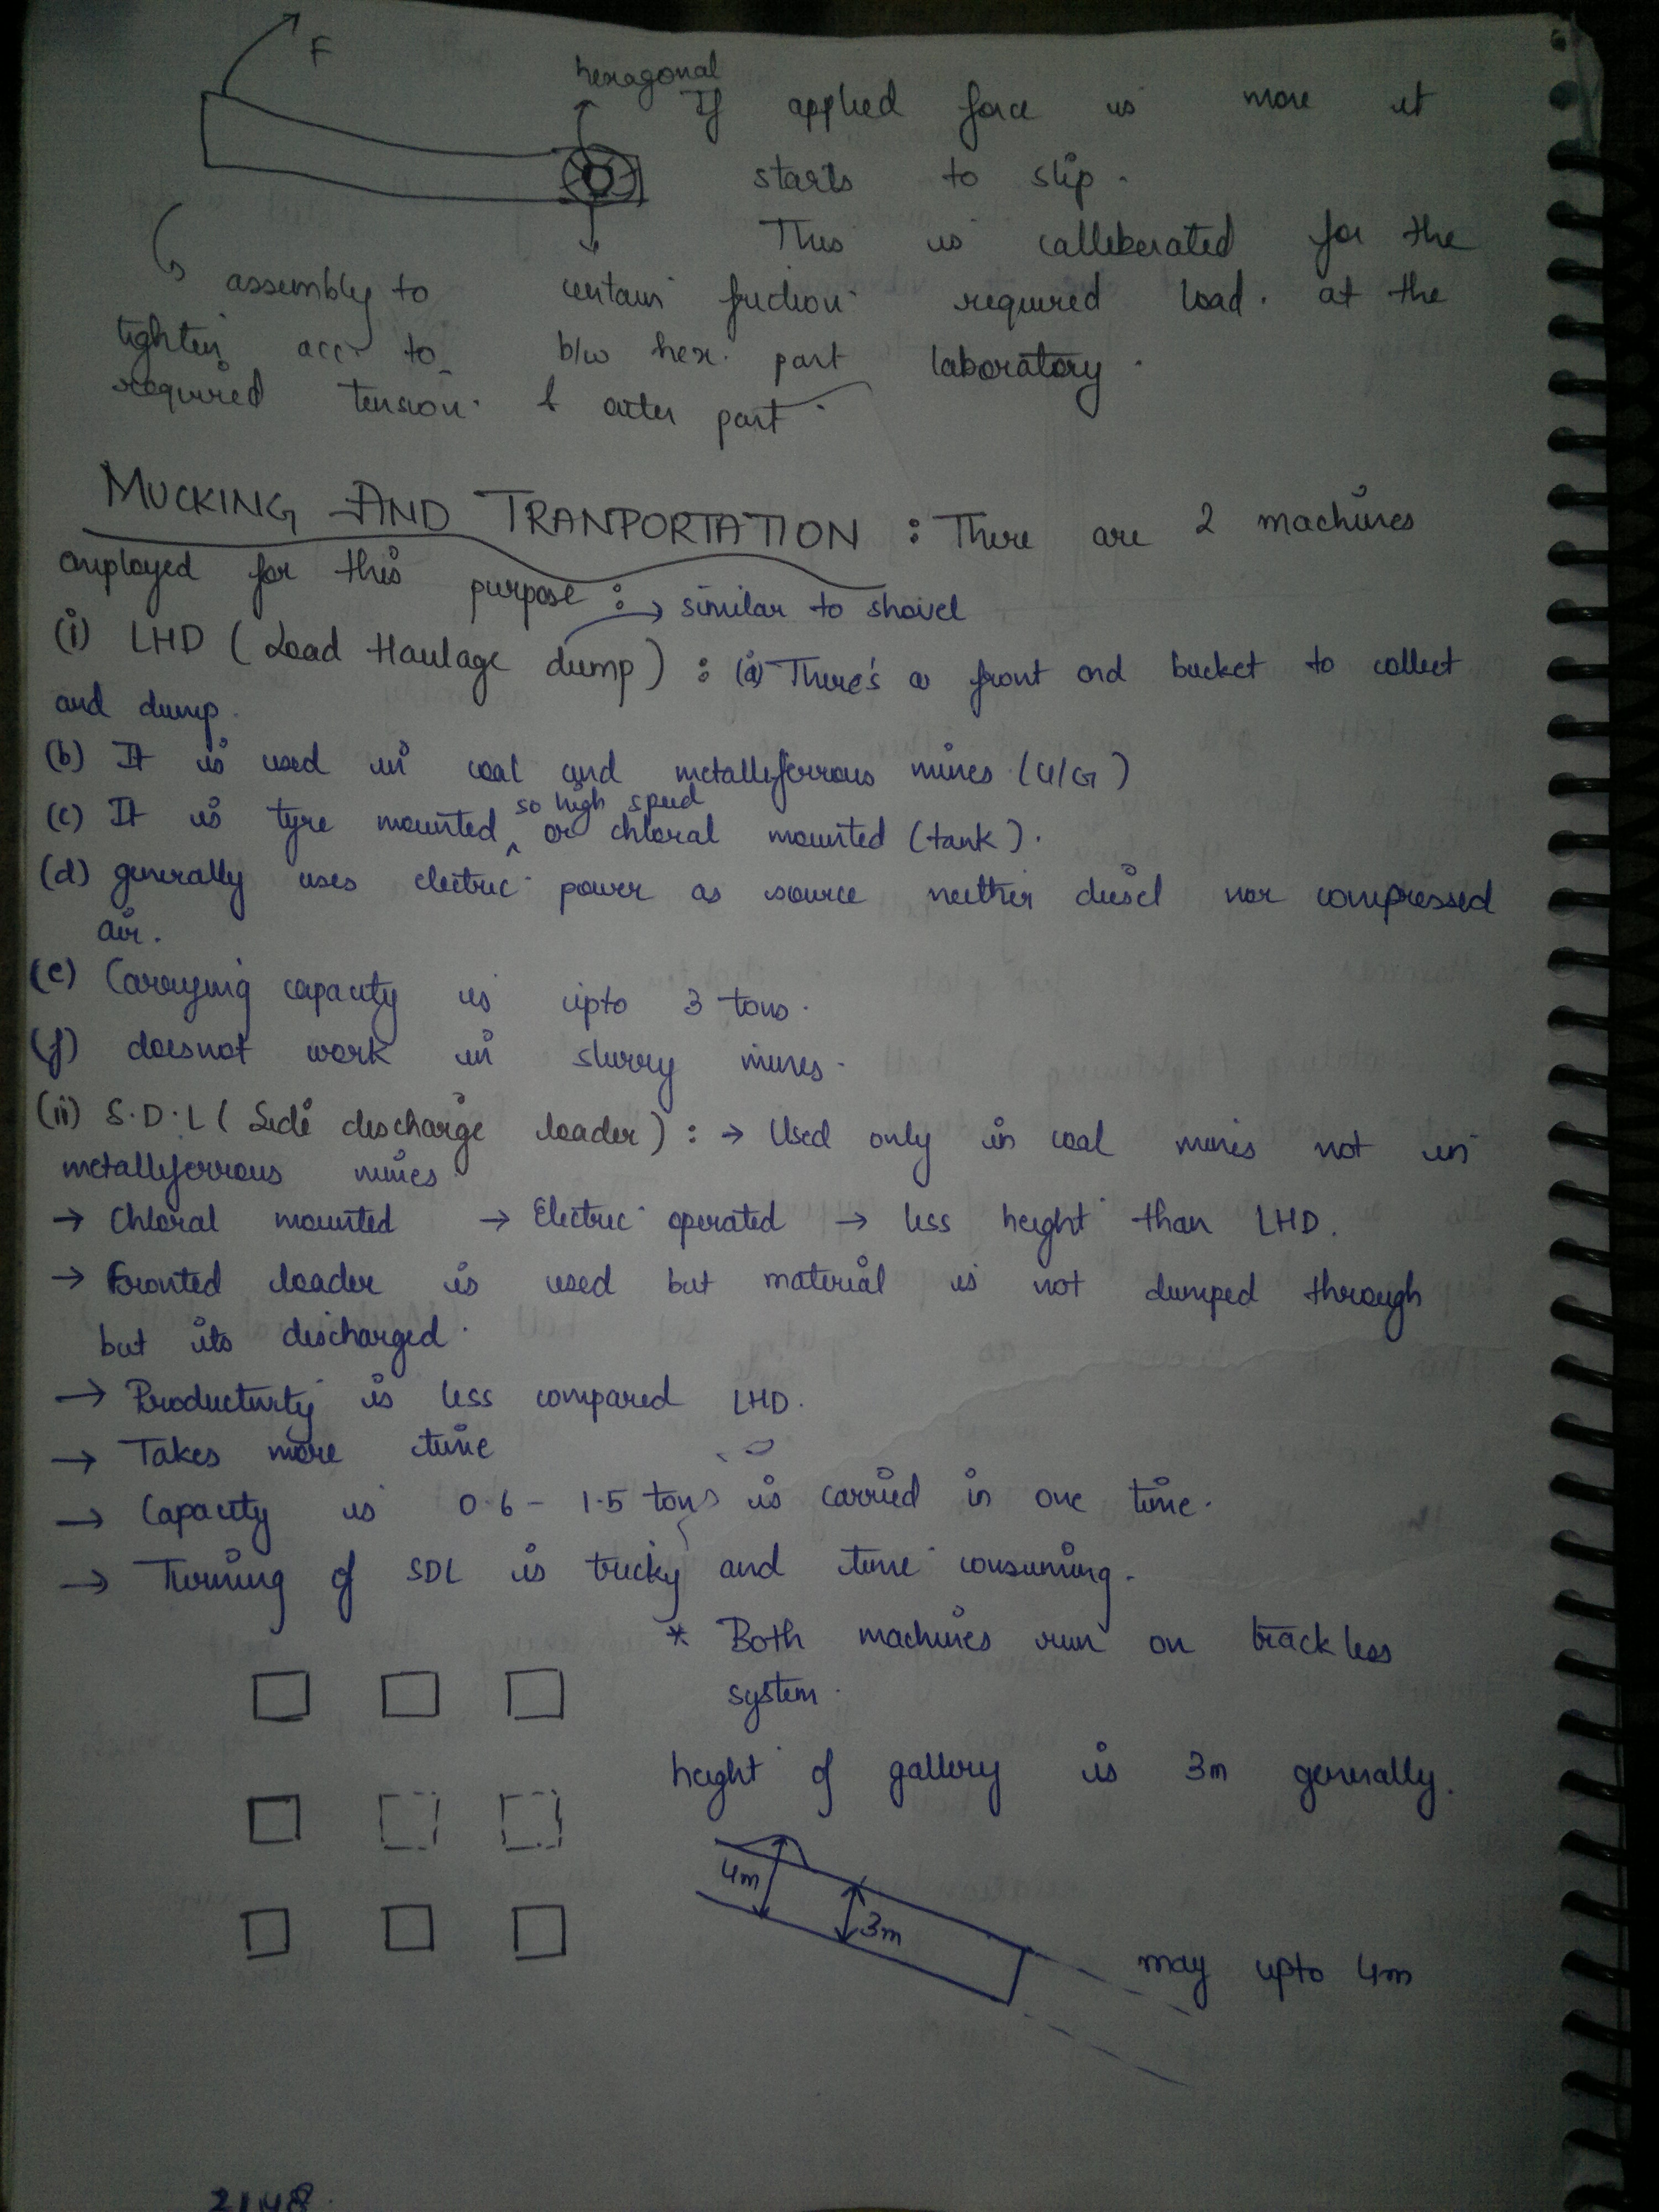 F
hexagonal
If applied force is more it
starts to slip.
This is calleberated for the
required load. at the
laboratory.
assembly to
tighten acc. to
required tension.
certain friction
b/w hex. part
& outer part
MUCKING AND TRANPORTATION : There are 2 machines
employed for this purpose :
→ similar to shovel
(i) LHD (Load Haulage dump) : (a) There's a front end bucket to collect
and dump.
(b) It is used in coal and metalliferrous mines (U/G)
so high speed
(c) It is tyre mounted ^ or chloral mounted (tank).
(d) generally uses electric power as source neither diesel nor compressed
air.
(e) Carrying capacity is upto 3 tons.
(f) doesnot work in slurry mines.
(ii) S.D.L (Side discharge loader) : → Used only in coal mines not in
metalliferrous mines
→ Chloral mounted → Electric operated → less height than LHD.
→ Fronted loader is used but material is not dumped through
but its discharged.
→ Productivity is less compared LHD.
→ Takes more time
→ Capacity is 0.6 - 1.5 tons is carried in one time.
→ Turning of SDL is tricky and time consuming.
* Both machines run on trackless
system.
height of gallery is 3m generally.
4m
3m
may upto 4m